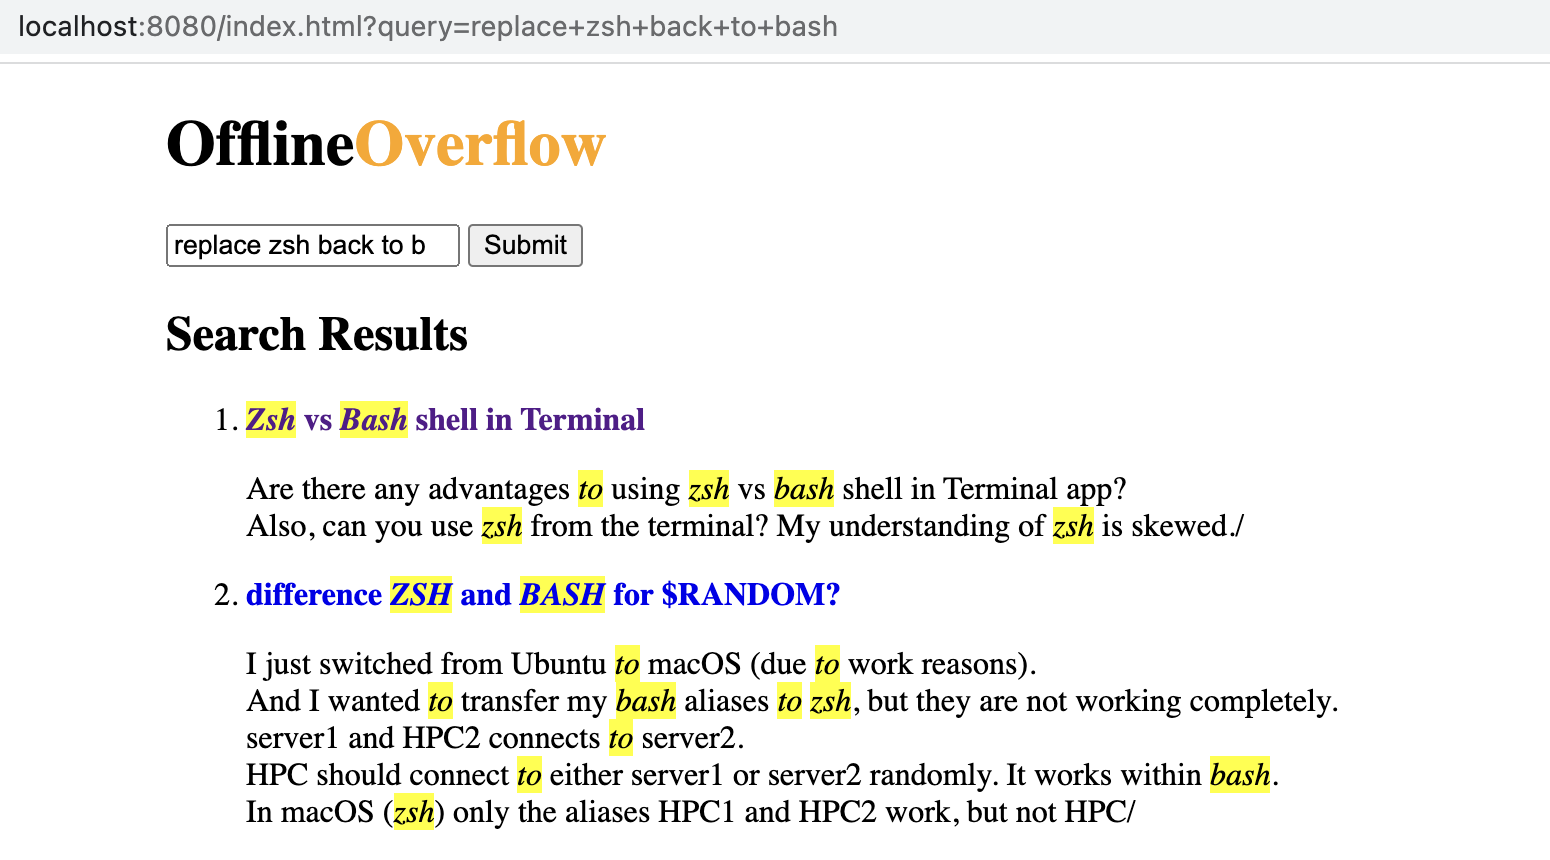 localhost:8080/index.html?query=replace+zsh+back+to+bash
OfflineOverflow
replace zsh back to b Submit
Search Results
1. Zsh vs Bash shell in Terminal
Are there any advantages to using zsh vs bash shell in Terminal app?
Also, can you use zsh from the terminal? My understanding of zsh is skewed./
2. difference ZSH and BASH for $RANDOM?
I just switched from Ubuntu to macOS (due to work reasons).
And I wanted to transfer my bash aliases to zsh, but they are not working completely.
server1 and HPC2 connects to server2.
HPC should connect to either server1 or server2 randomly. It works within bash.
In macOS (zsh) only the aliases HPC1 and HPC2 work, but not HPC/